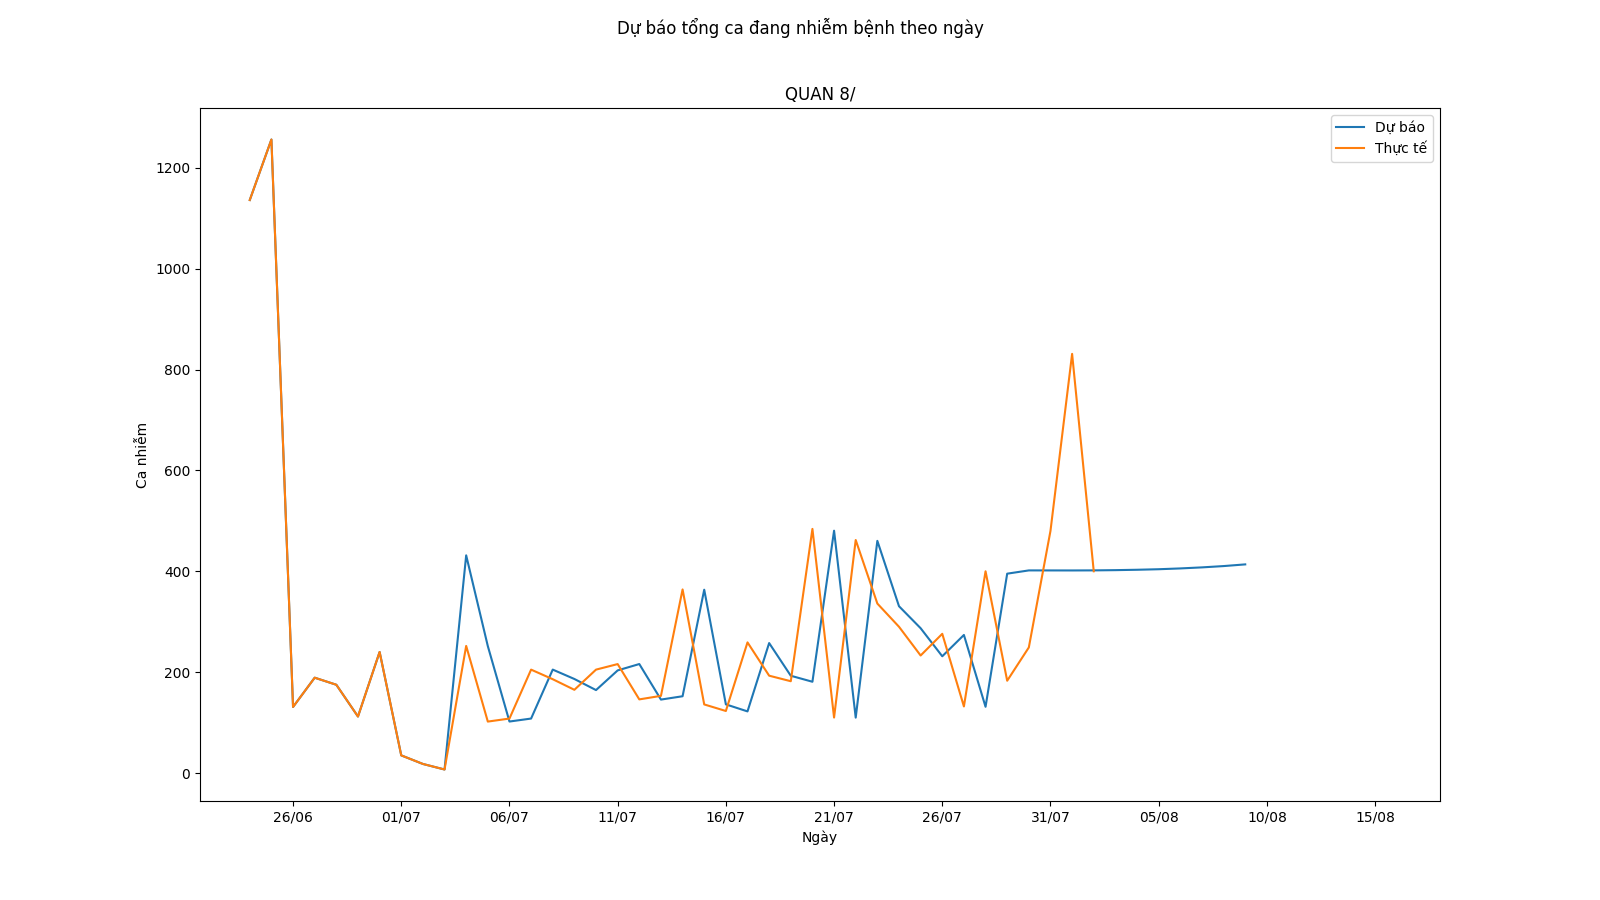 Dự báo tổng ca đang nhiễm bệnh theo ngày
QUAN 8/
Dự báo
Thực tế
1200
1000
800
600
400
200
0
Ca nhiễm
26/06 01/07 06/07 11/07 16/07 21/07 26/07 31/07 05/08 10/08 15/08
Ngày